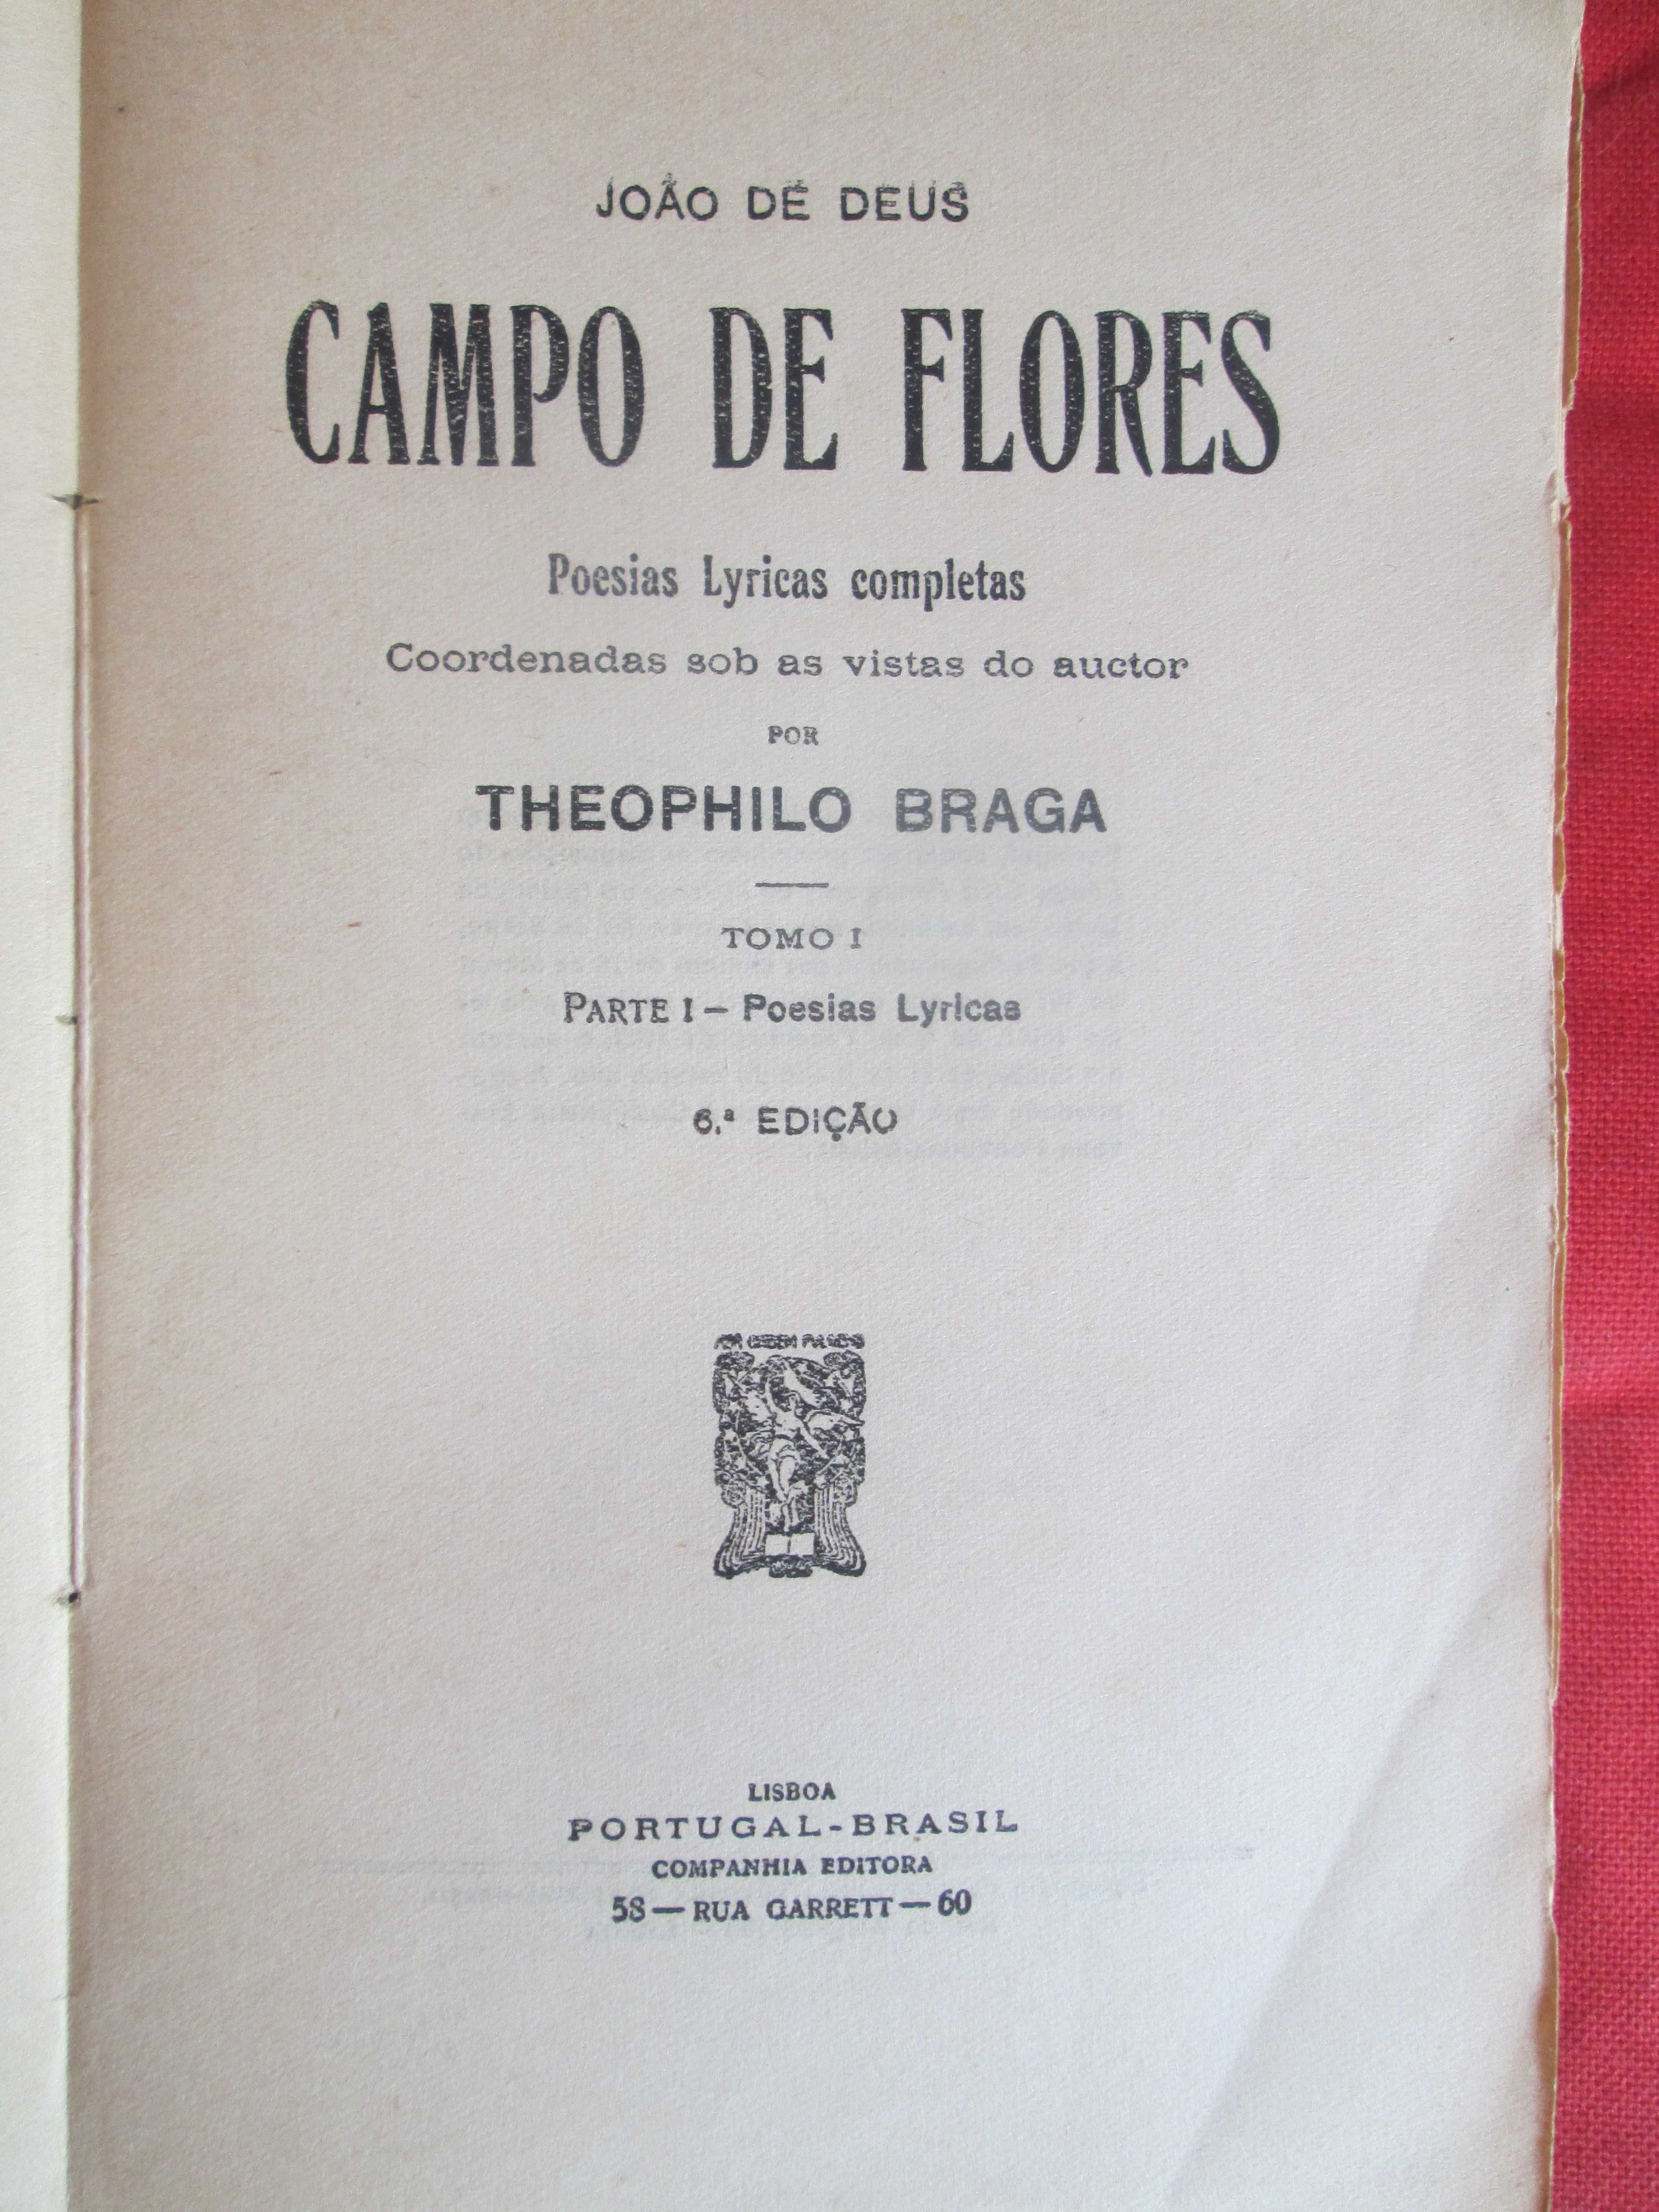 JOÃO DE DEUS
CAMPO DE FLORES
Poesias Lyricas completas
Coordenadas sob as vistas do auctor
POR
THEOPHILO BRAGA
TOMO I
PARTE I — Poesias Lyricas
6.ª EDIÇÃO
LISBOA
PORTUGAL-BRASIL
COMPANHIA EDITORA
58 — RUA GARRETT — 60